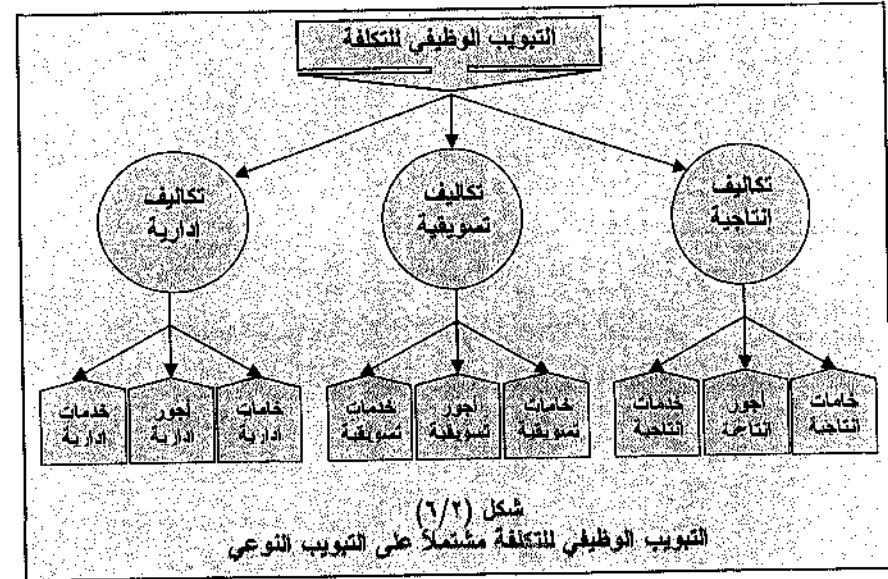 التبويب الوظيفي للتكلفة
تكاليف
إنتاجية
تكاليف
تسويقية
تكاليف
إدارية
خامات
إنتاجية
أجور
إنتاجية
خدمات
إنتاجية
خامات
تسويقية
أجور
تسويقية
خدمات
تسويقية
خامات
إدارية
أجور
إدارية
خدمات
إدارية
شكل (٦/٢)
التبويب الوظيفي للتكلفة مشتملاً على التبويب النوعي